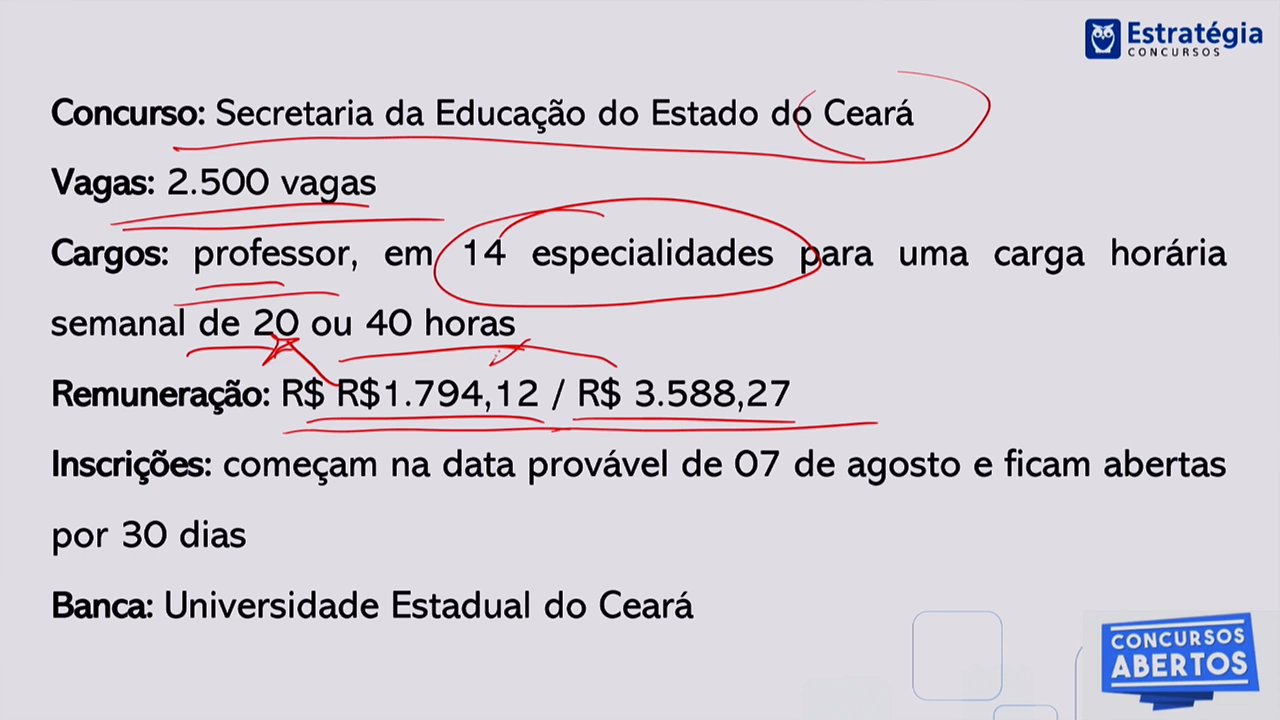 Estratégia
CONCURSOS
Concurso: Secretaria da Educação do Estado do Ceará
Vagas: 2.500 vagas
Cargos: professor, em 14 especialidades para uma carga horária
semanal de 20 ou 40 horas
Remuneração: R$ R$1.794,12 / R$ 3.588,27
Inscrições: começam na data provável de 07 de agosto e ficam abertas
por 30 dias
Banca: Universidade Estadual do Ceará
CONCURSOS
ABERTOS